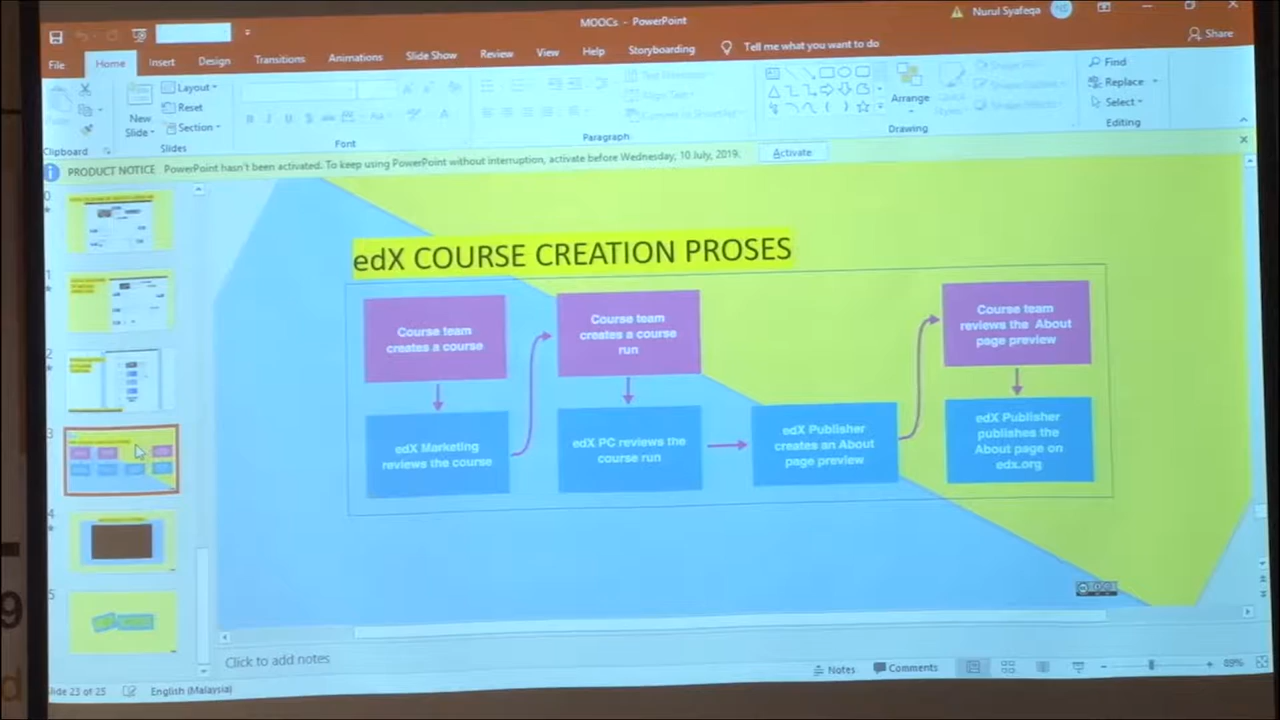 MOOCs - PowerPoint
Nurul Syafeqa
File
Home
Insert
Design
Transitions
Animations
Slide Show
Review
View
Help
Storyboarding
Tell me what you want to do
Share
New
Slide
Layout
Reset
Section
Arrange
Find
Replace
Select
Clipboard
Slides
Font
Paragraph
Drawing
Editing
PRODUCT NOTICE PowerPoint hasn't been activated. To keep using PowerPoint without interruption, activate before Wednesday, 10 July, 2019.
Activate
edX COURSE CREATION PROSES
Course team
creates a course
Course team
creates a course
run
Course team
reviews the About
page preview
edX Marketing
reviews the course
edX PC reviews the
course run
edX Publisher
creates an About
page preview
edX Publisher
publishes the
About page on
edx.org
Click to add notes
Slide 23 of 25
English (Malaysia)
Notes
Comments
89%